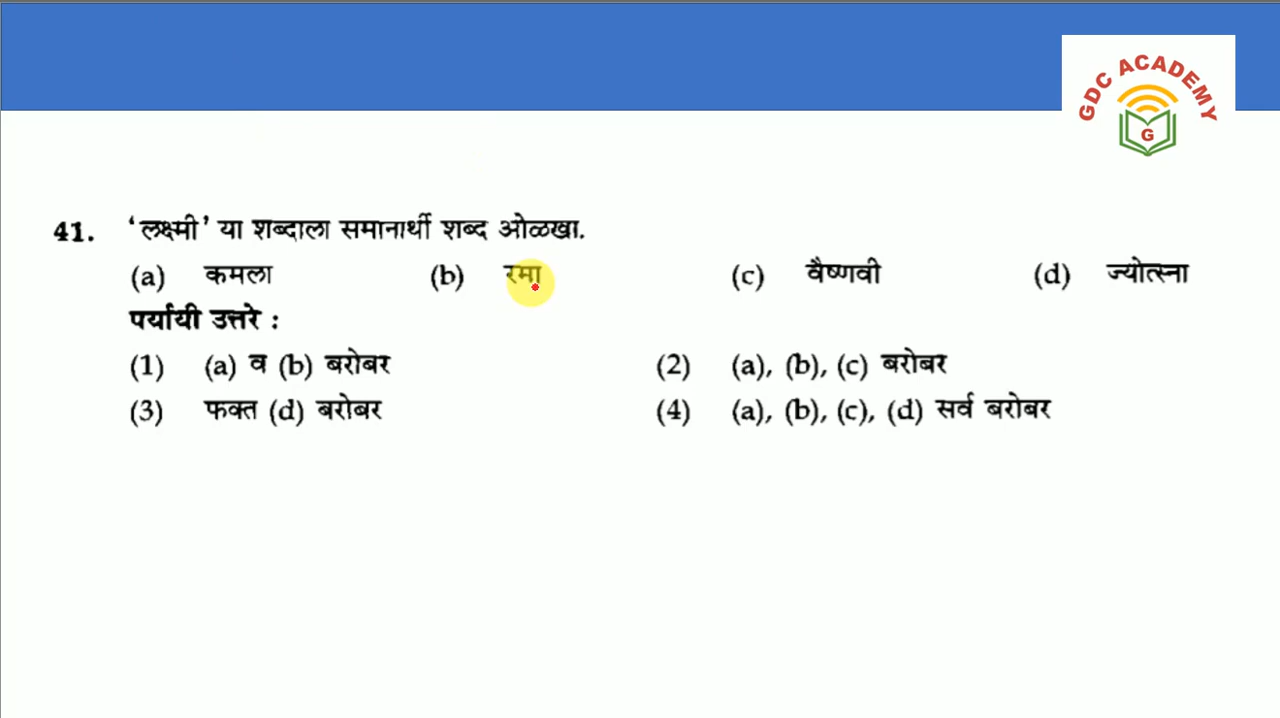 GDC ACADEMY
G
41. ‘लक्ष्मी’ या शब्दाला समानार्थी शब्द ओळखा.
(a) कमला (b) रमा (c) वैष्णवी (d) ज्योत्स्ना
पर्यायी उत्तरे :
(1) (a) व (b) बरोबर (2) (a), (b), (c) बरोबर
(3) फक्त (d) बरोबर (4) (a), (b), (c), (d) सर्व बरोबर